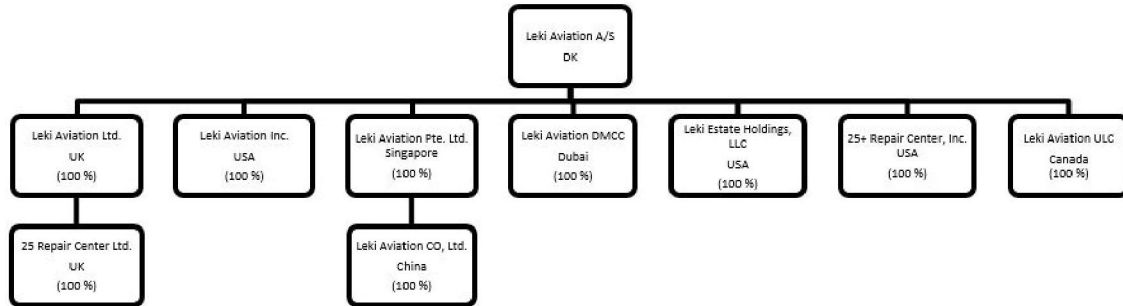 Leki Aviation A/S
DK
Leki Aviation Ltd.
UK
(100 %)
Leki Aviation Inc.
USA
(100 %)
Leki Aviation Pte. Ltd.
Singapore
(100 %)
Leki Aviation DMCC
Dubai
(100 %)
Leki Estate Holdings,
LLC
USA
(100 %)
25+ Repair Center, Inc.
USA
(100 %)
Leki Aviation ULC
Canada
(100 %)
25 Repair Center Ltd.
UK
(100 %)
Leki Aviation CO, Ltd.
China
(100 %)